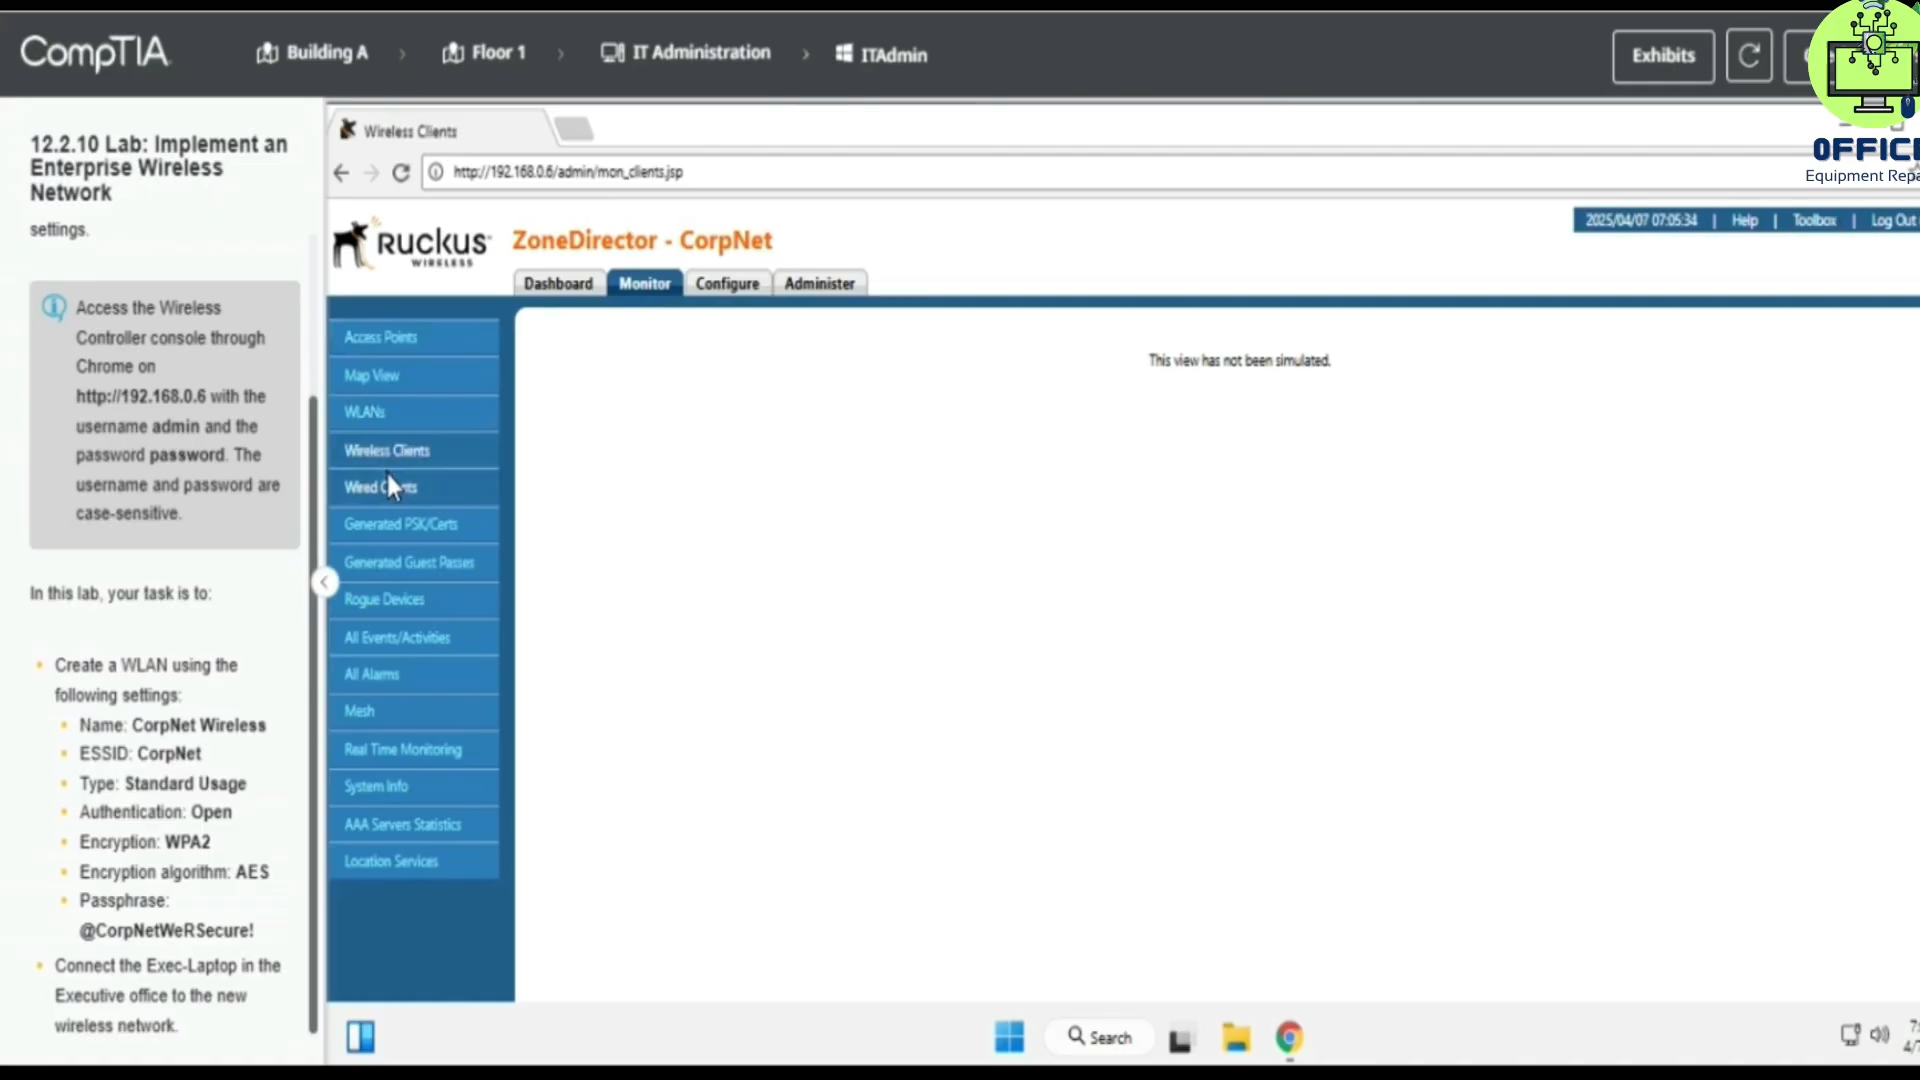 CompTIA
Building A
Floor 1
IT Administration
ITAdmin
Exhibits
OFFICE
Equipment Repa
12.2.10 Lab: Implement an
Enterprise Wireless
Network
settings.
Access the Wireless
Controller console through
Chrome on
http://192.168.0.6 with the
username admin and the
password password. The
username and password are
case-sensitive.
In this lab, your task is to:
Create a WLAN using the
following settings:
Name: CorpNet Wireless
ESSID: CorpNet
Type: Standard Usage
Authentication: Open
Encryption: WPA2
Encryption algorithm: AES
Passphrase:
@CorpNetWeRSecure!
Connect the Exec-Laptop in the
Executive office to the new
wireless network.
Wireless Clients
http://192.168.0.6/admin/mon_clients.jsp
RUCKUS
WIRELESS
ZoneDirector - CorpNet
2025/04/07 07:05:34 | Help | Toolbox | Log Out
Dashboard
Monitor
Configure
Administer
Access Points
Map View
WLANs
Wireless Clients
Wired
Generated PSK/Certs
Generated Guest Passes
Rogue Devices
All Events/Activities
All Alarms
Mesh
Real Time Monitoring
System Info
AAA Servers Statistics
Location Services
This view has not been simulated.
Search